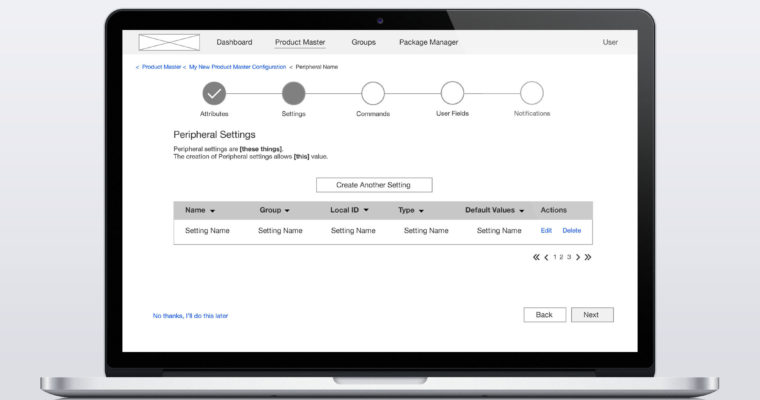 Dashboard Product Master Groups Package Manager User
< Product Master < My New Product Master Configuration < Peripheral Name
Attributes Settings Commands User Fields Notifications
Peripheral Settings
Peripheral settings are [these things].
The creation of Peripheral settings allows [this] value.
Create Another Setting
Name Group Local ID Type Default Values Actions
Setting Name Setting Name Setting Name Setting Name Setting Name Edit Delete
« < 1 2 3 > »
No thanks, I'll do this later Back Next